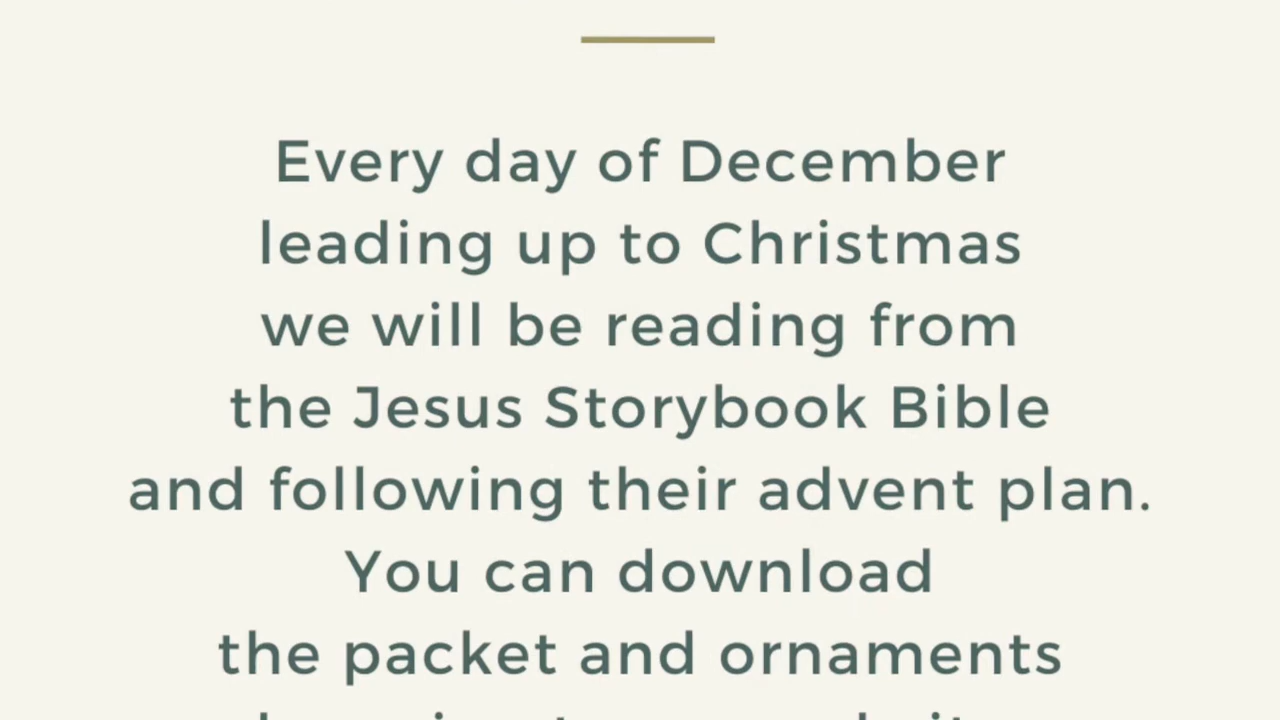 Every day of December
leading up to Christmas
we will be reading from
the Jesus Storybook Bible
and following their advent plan.
You can download
the packet and ornaments